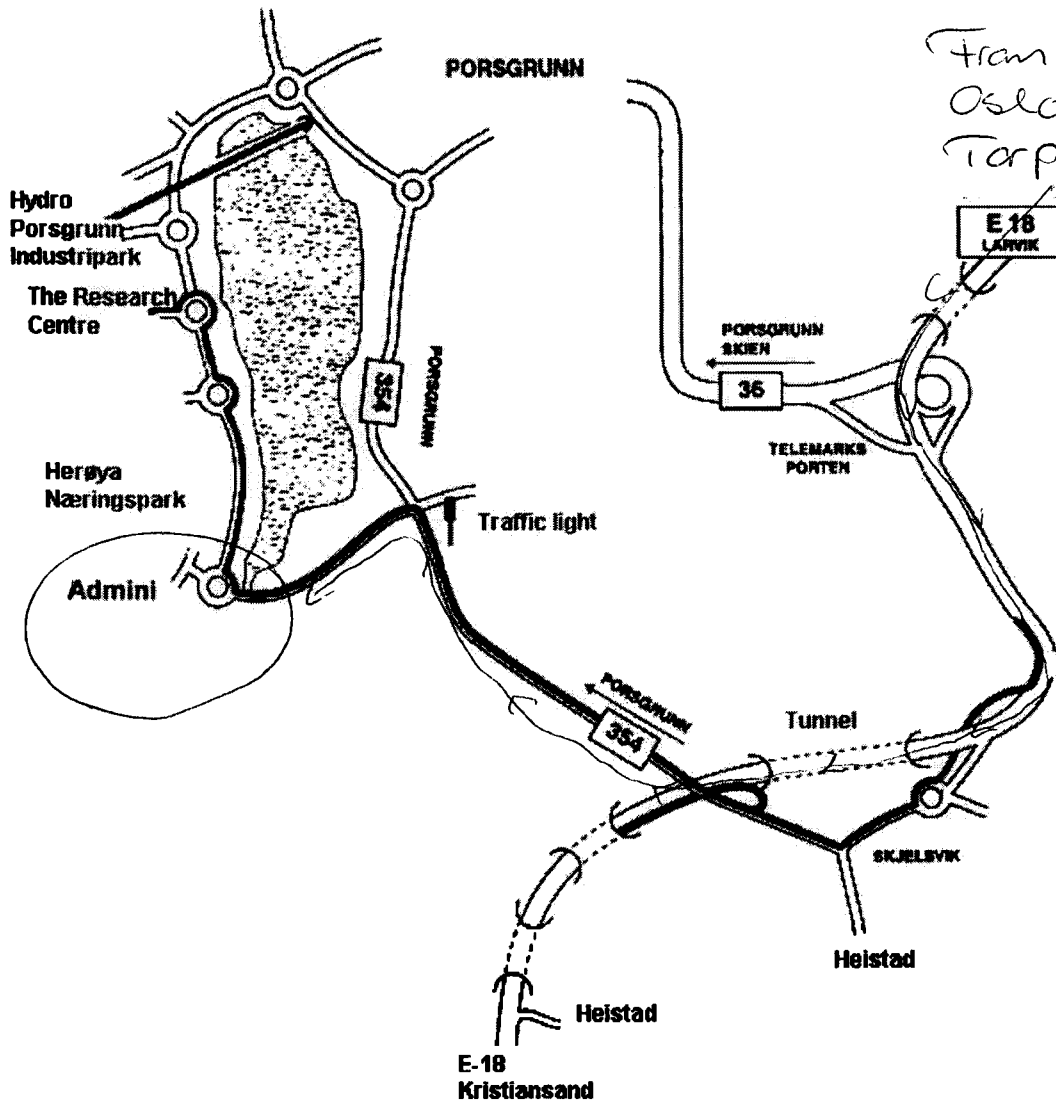 PORSGRUNN
From
Oslo
Torp
E 18
LARVIK
Hydro
Porsgrunn
Industripark
The Research
Centre
PORSGRUNN
SKIEN
36
354
PORSGRUNN
TELEMARKS
PORTEN
Herøya
Næringspark
Traffic light
Admini
PORSGRUNN
354
Tunnel
SKJELSVIK
Heistad
Heistad
E-18
Kristiansand